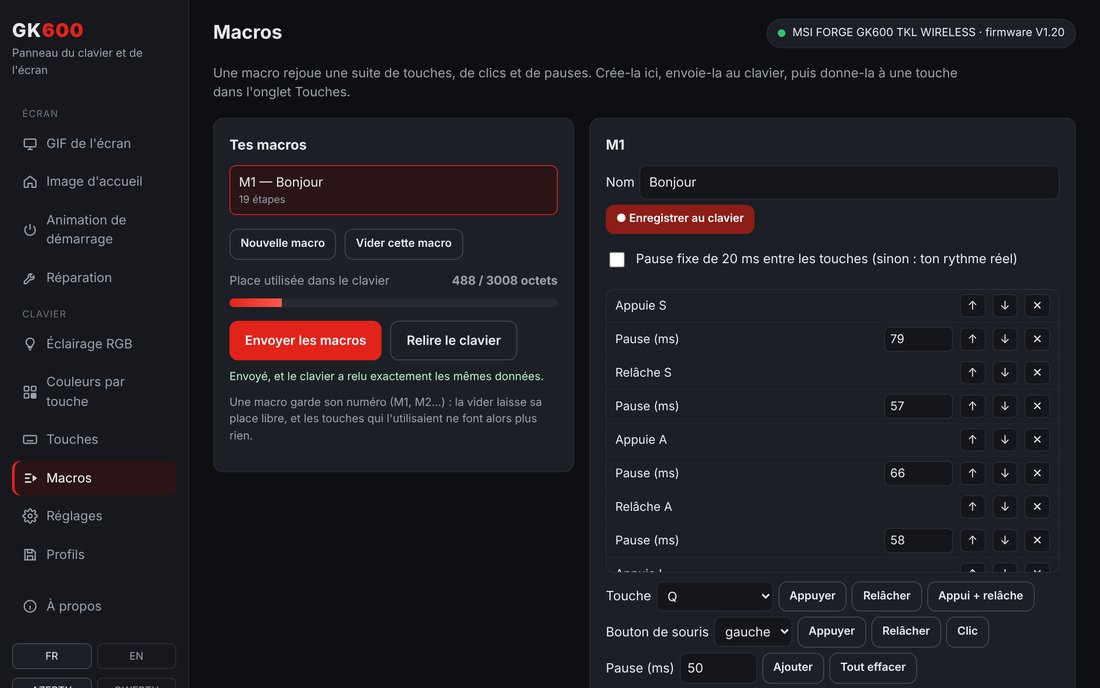 GK600
Panneau du clavier et de
l'écran
ÉCRAN
GIF de l'écran
Image d'accueil
Animation de
démarrage
Réparation
CLAVIER
Éclairage RGB
Couleurs par
touche
Touches
Macros
Réglages
Profils
À propos
FR
EN
AZERTY
QWERTY
Macros
MSI FORGE GK600 TKL WIRELESS · firmware V1.20
Une macro rejoue une suite de touches, de clics et de pauses. Crée-la ici, envoie-la au clavier, puis donne-la à une touche
dans l'onglet Touches.
Tes macros
M1 — Bonjour
19 étapes
Nouvelle macro
Vider cette macro
Place utilisée dans le clavier 488 / 3008 octets
Envoyer les macros
Relire le clavier
Envoyé, et le clavier a relu exactement les mêmes données.
Une macro garde son numéro (M1, M2…) : la vider laisse sa
place libre, et les touches qui l'utilisaient ne font alors plus
rien.
M1
Nom Bonjour
Enregistrer au clavier
Pause fixe de 20 ms entre les touches (sinon : ton rythme réel)
Appuie S ↑ ↓ ✕
Pause (ms) 79 ↑ ↓ ✕
Relâche S ↑ ↓ ✕
Pause (ms) 57 ↑ ↓ ✕
Appuie A ↑ ↓ ✕
Pause (ms) 66 ↑ ↓ ✕
Relâche A ↑ ↓ ✕
Pause (ms) 58 ↑ ↓ ✕
Touche Q Appuyer Relâcher Appui + relâche
Bouton de souris gauche Appuyer Relâcher Clic
Pause (ms) 50 Ajouter Tout effacer